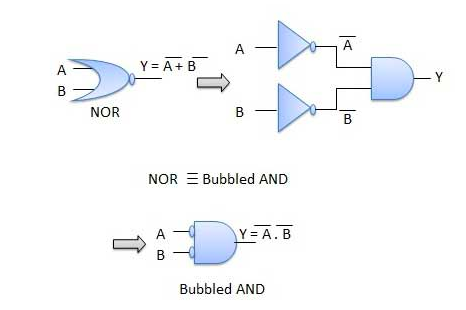 A
B
Y = A̅ + B̅
NOR
A
A̅
B
B̅
Y
NOR ≡ Bubbled AND
A
B
Y = A̅ . B̅
Bubbled AND